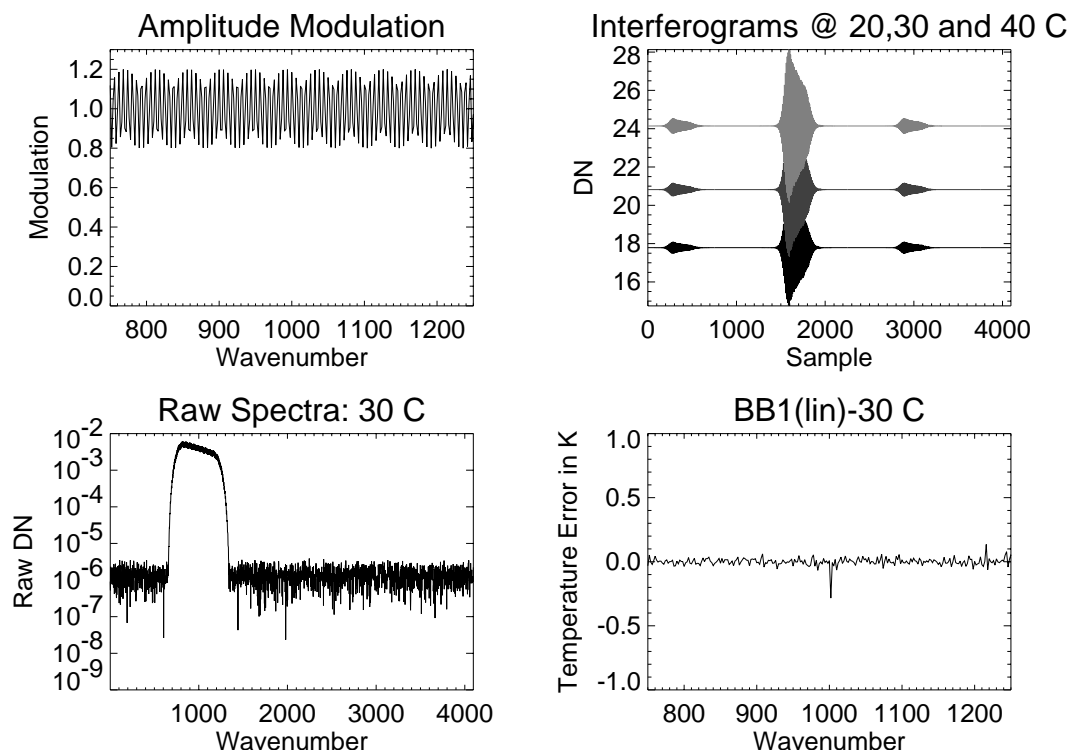 Amplitude Modulation
Modulation
1.2
1.0
0.8
0.6
0.4
0.2
0.0
800 900 1000 1100 1200
Wavenumber
Interferograms @ 20,30 and 40 C
DN
28
26
24
22
20
18
16
0 1000 2000 3000 4000
Sample
Raw Spectra: 30 C
Raw DN
10-2
10-3
10-4
10-5
10-6
10-7
10-8
10-9
1000 2000 3000 4000
Wavenumber
BB1(lin)-30 C
Temperature Error in K
1.0
0.5
0.0
-0.5
-1.0
800 900 1000 1100 1200
Wavenumber